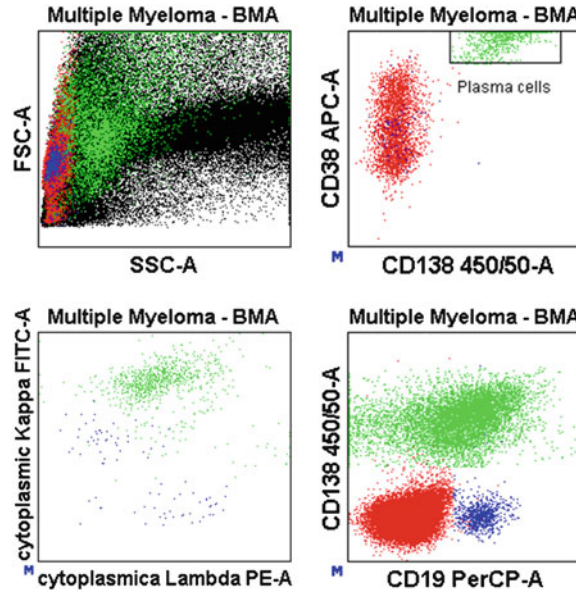 Multiple Myeloma - BMA
FSC-A
SSC-A
Multiple Myeloma - BMA
CD38 APC-A
Plasma cells
M
CD138 450/50-A
Multiple Myeloma - BMA
cytoplasmic Kappa FITC-A
M
cytoplasmica Lambda PE-A
Multiple Myeloma - BMA
CD138 450/50-A
M
CD19 PerCP-A